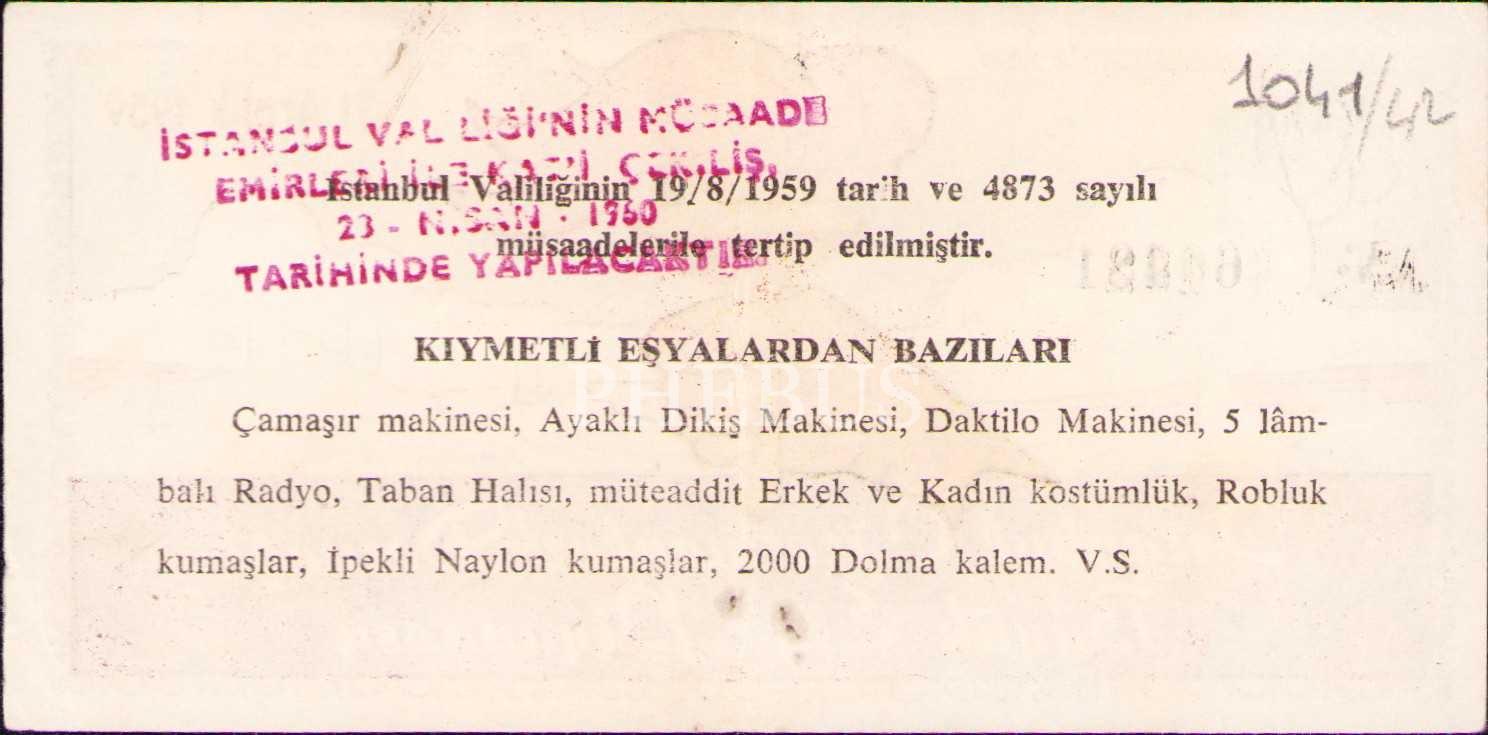 1041/42
İSTANBUL VALİLİĞİ'NİN MÜSAADE
EMİRLERİ İLE KAT'İ ÇEKİLİŞ,
23 - NİSAN - 1960
TARİHİNDE YAPILACAKTIR.
İstanbul Valiliğinin 19/8/1959 tarih ve 4873 sayılı
müsaadelerile tertip edilmiştir.
KIYMETLİ EŞYALARDAN BAZILARI
PHEBUS
Çamaşır makinesi, Ayaklı Dikiş Makinesi, Daktilo Makinesi, 5 lâm-
balı Radyo, Taban Halısı, müteaddit Erkek ve Kadın kostümlük, Robluk
kumaşlar, İpekli Naylon kumaşlar, 2000 Dolma kalem. V.S.